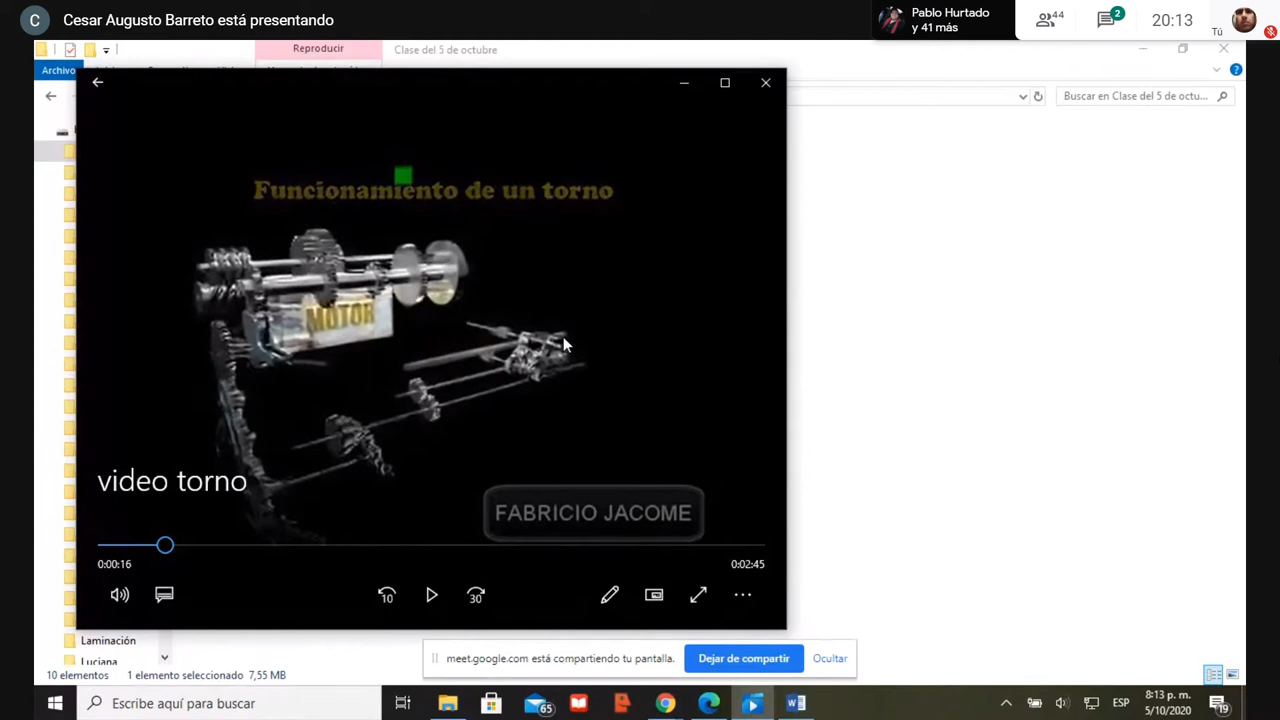 C Cesar Augusto Barreto está presentando
Pablo Hurtado
y 41 más
44
2
20:13
Tú
Reproducir
Clase del 5 de octubre
Archivo
Buscar en Clase del 5 de octu...
Funcionamiento de un torno
MOTOR
video torno
FABRICIO JACOME
0:00:16
0:02:45
10
30
Laminación
Luciana
meet.google.com está compartiendo tu pantalla.
Dejar de compartir
Ocultar
10 elementos
1 elemento seleccionado 7,55 MB
Escribe aquí para buscar
65
ESP
8:13 p. m.
5/10/2020
19